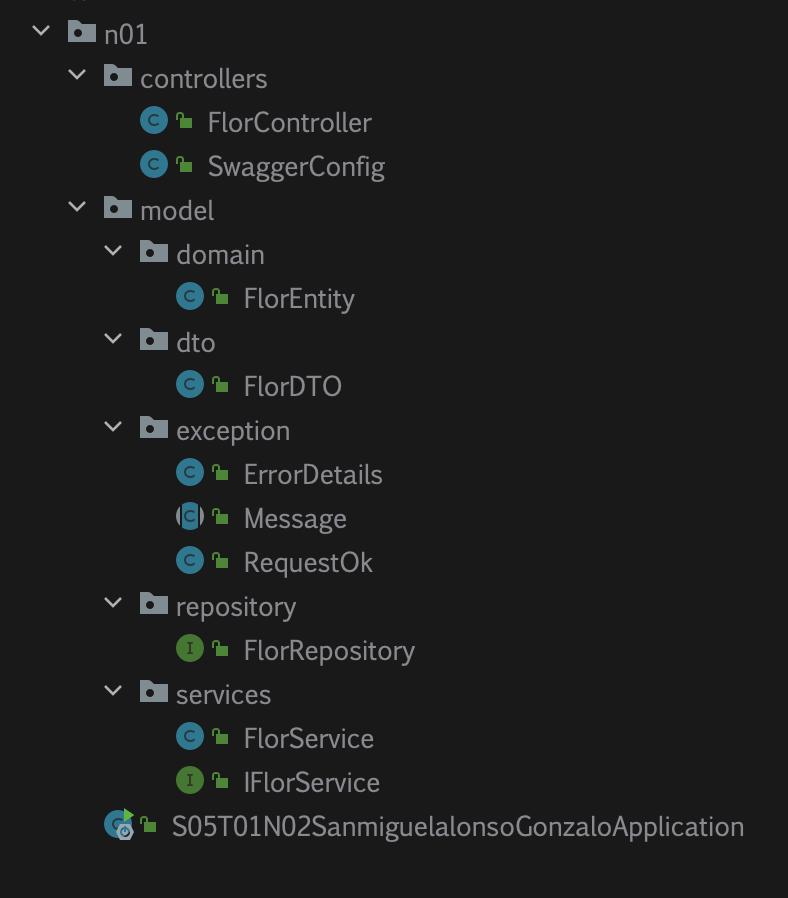 n01
controllers
FlorController
SwaggerConfig
model
domain
FlorEntity
dto
FlorDTO
exception
ErrorDetails
Message
RequestOk
repository
FlorRepository
services
FlorService
IFlorService
S05T01N02SanmiguelalonsoGonzaloApplication